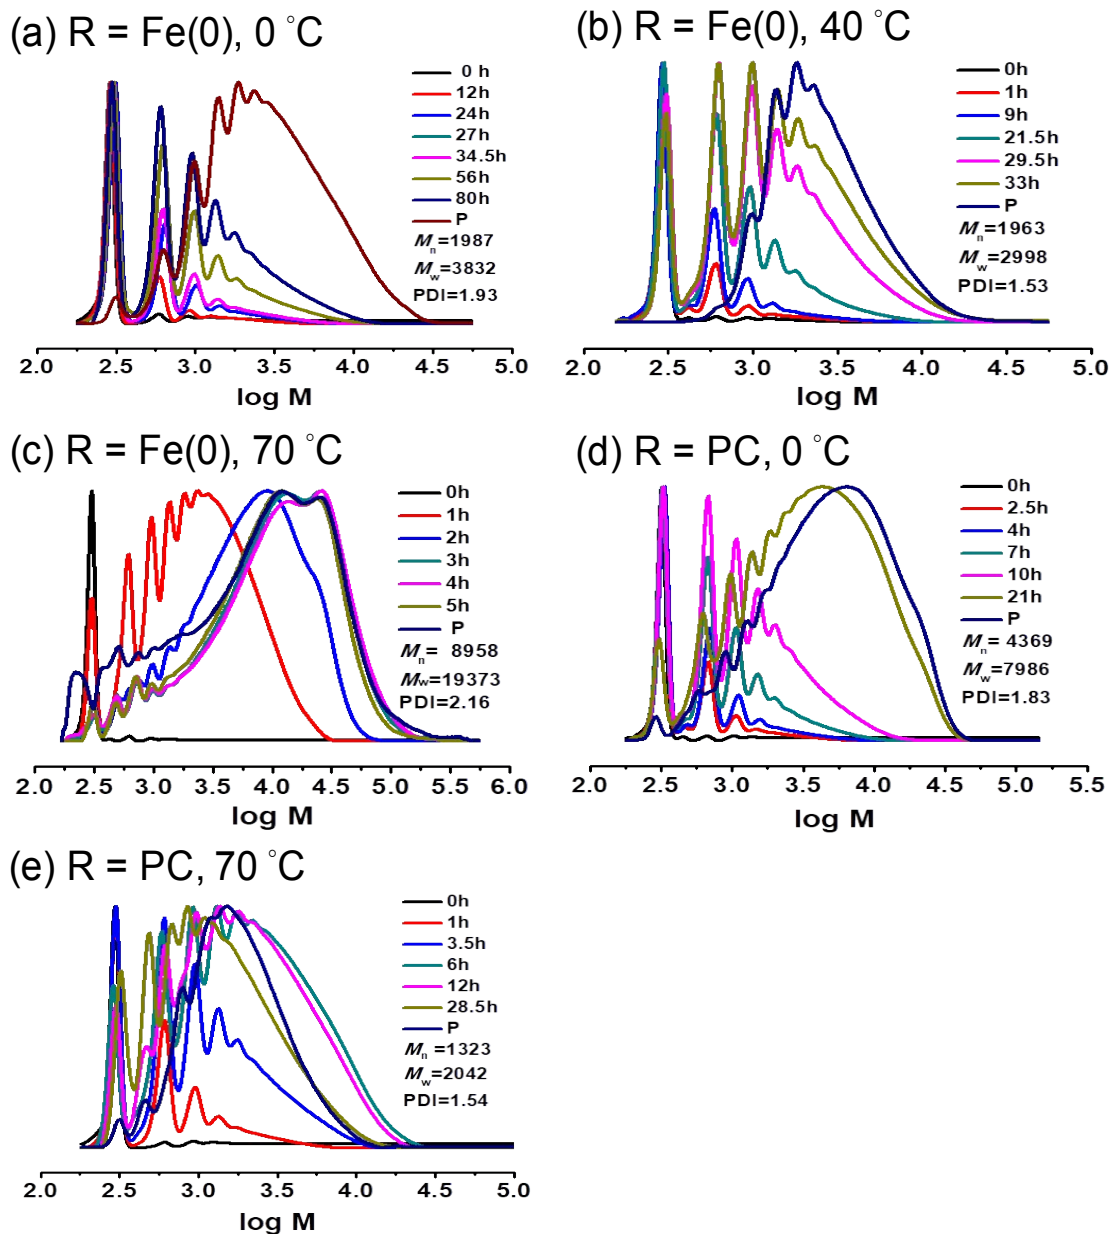 (a) R = Fe(0), 0 °C
0 h
12h
24h
27h
34.5h
56h
80h
P
Mn=1987
Mw=3832
PDI=1.93
2.0 2.5 3.0 3.5 4.0 4.5 5.0
log M
(b) R = Fe(0), 40 °C
0h
1h
9h
21.5h
29.5h
33h
P
Mn=1963
Mw=2998
PDI=1.53
2.0 2.5 3.0 3.5 4.0 4.5 5.0
log M
(c) R = Fe(0), 70 °C
0h
1h
2h
3h
4h
5h
P
Mn= 8958
Mw=19373
PDI=2.16
2.0 2.5 3.0 3.5 4.0 4.5 5.0 5.5 6.0
log M
(d) R = PC, 0 °C
0h
2.5h
4h
7h
10h
21h
P
Mn= 4369
Mw=7986
PDI=1.83
2.0 2.5 3.0 3.5 4.0 4.5 5.0 5.5
log M
(e) R = PC, 70 °C
0h
1h
3.5h
6h
12h
28.5h
P
Mn =1323
Mw=2042
PDI=1.54
2.0 2.5 3.0 3.5 4.0 4.5 5.0
log M